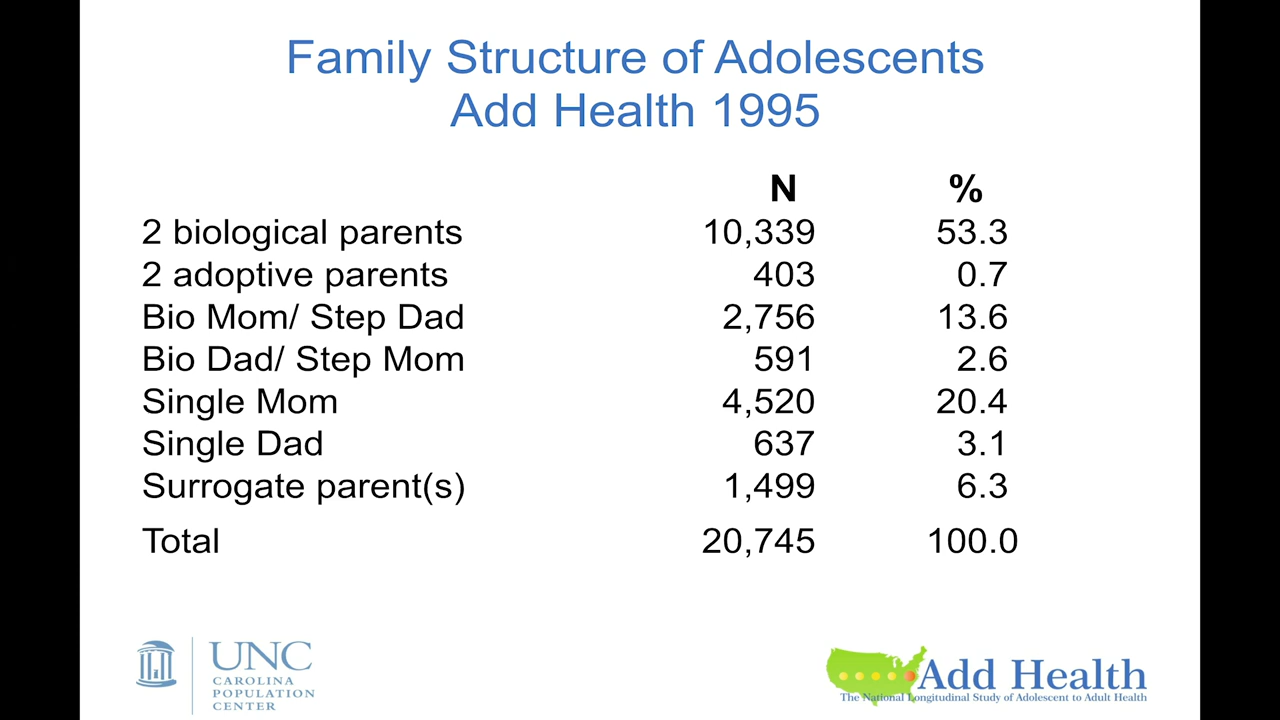 Family Structure of Adolescents
Add Health 1995
N %
2 biological parents 10,339 53.3
2 adoptive parents 403 0.7
Bio Mom/ Step Dad 2,756 13.6
Bio Dad/ Step Mom 591 2.6
Single Mom 4,520 20.4
Single Dad 637 3.1
Surrogate parent(s) 1,499 6.3
Total 20,745 100.0
UNC
CAROLINA
POPULATION
CENTER
Add Health
The National Longitudinal Study of Adolescent to Adult Health